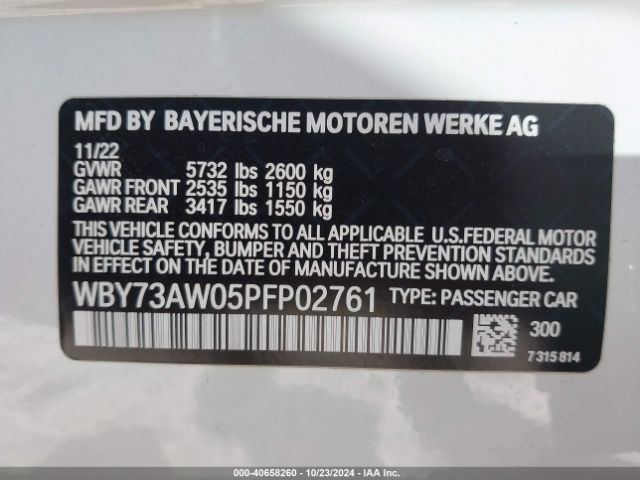 MFD BY BAYERISCHE MOTOREN WERKE AG
11/22
GVWR 5732 lbs 2600 kg
GAWR FRONT 2535 lbs 1150 kg
GAWR REAR 3417 lbs 1550 kg
THIS VEHICLE CONFORMS TO ALL APPLICABLE U.S.FEDERAL MOTOR
VEHICLE SAFETY, BUMPER AND THEFT PREVENTION STANDARDS
IN EFFECT ON THE DATE OF MANUFACTURE SHOWN ABOVE.
WBY73AW05PFP02761 TYPE: PASSENGER CAR
300
7 315 814
000-40658260 - 10/23/2024 - IAAI.COM